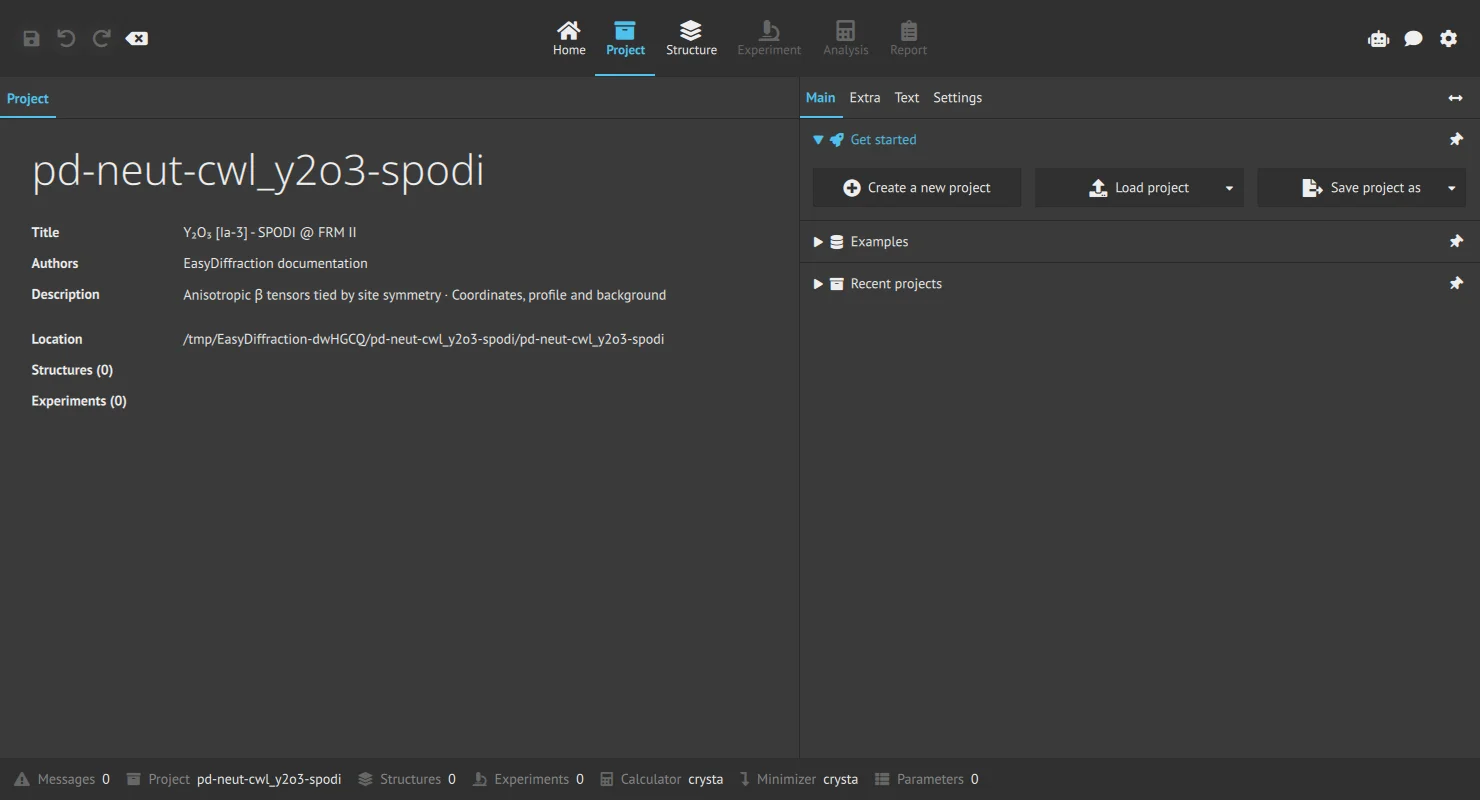 Home Project Structure Experiment Analysis Report
Project
Main Extra Text Settings
pd-neut-cwl_y2o3-spodi
Title Y₂O₃ [Ia-3] - SPODI @ FRM II
Authors EasyDiffraction documentation
Description Anisotropic β tensors tied by site symmetry · Coordinates, profile and background
Location /tmp/EasyDiffraction-dwHGCQ/pd-neut-cwl_y2o3-spodi/pd-neut-cwl_y2o3-spodi
Structures (0)
Experiments (0)
Get started
Create a new project Load project Save project as
Examples
Recent projects
Messages 0 Project pd-neut-cwl_y2o3-spodi Structures 0 Experiments 0 Calculator crysta Minimizer crysta Parameters 0